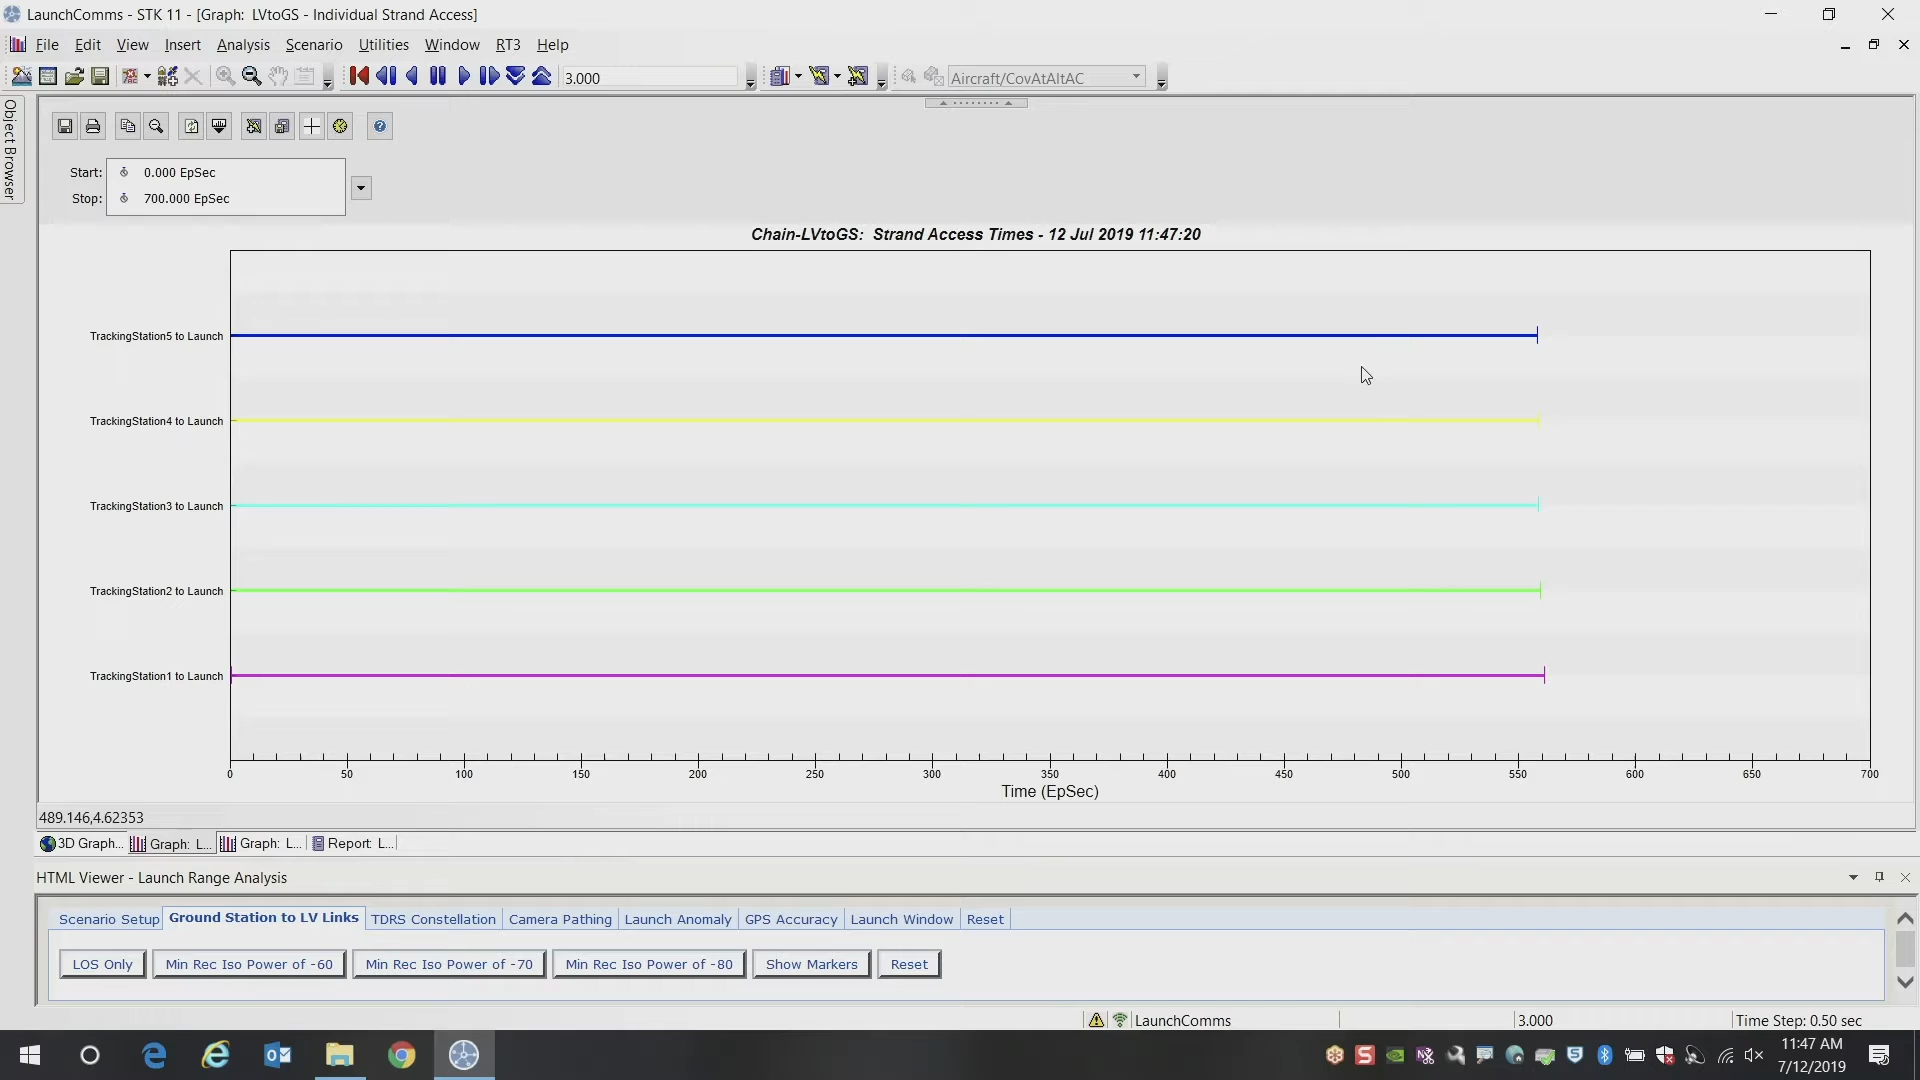 LaunchComms - STK 11 - [Graph:  LVtoGS - Individual Strand Access]
File Edit View Insert Analysis Scenario Utilities Window RT3 Help
3.000 Aircraft/CovAtAltAC
Object Browser
Start: 0.000 EpSec
Stop: 700.000 EpSec
Chain-LVtoGS:  Strand Access Times - 12 Jul 2019 11:47:20
TrackingStation5 to Launch
TrackingStation4 to Launch
TrackingStation3 to Launch
TrackingStation2 to Launch
TrackingStation1 to Launch
0 50 100 150 200 250 300 350 400 450 500 550 600 650 700
Time (EpSec)
489.146,4.62353
3D Graph... Graph:  L... Graph:  L... Report:  L...
HTML Viewer - Launch Range Analysis
Scenario Setup Ground Station to LV Links TDRS Constellation Camera Pathing Launch Anomaly GPS Accuracy Launch Window Reset
LOS Only Min Rec Iso Power of -60 Min Rec Iso Power of -70 Min Rec Iso Power of -80 Show Markers Reset
LaunchComms 3.000 Time Step: 0.50 sec
11:47 AM
7/12/2019